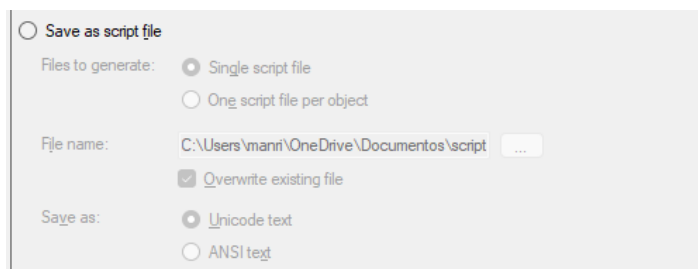 Save as script file
Files to generate:
Single script file
One script file per object
File name:
C:\Users\manri\OneDrive\Documentos\script
...
Overwrite existing file
Save as:
Unicode text
ANSI text